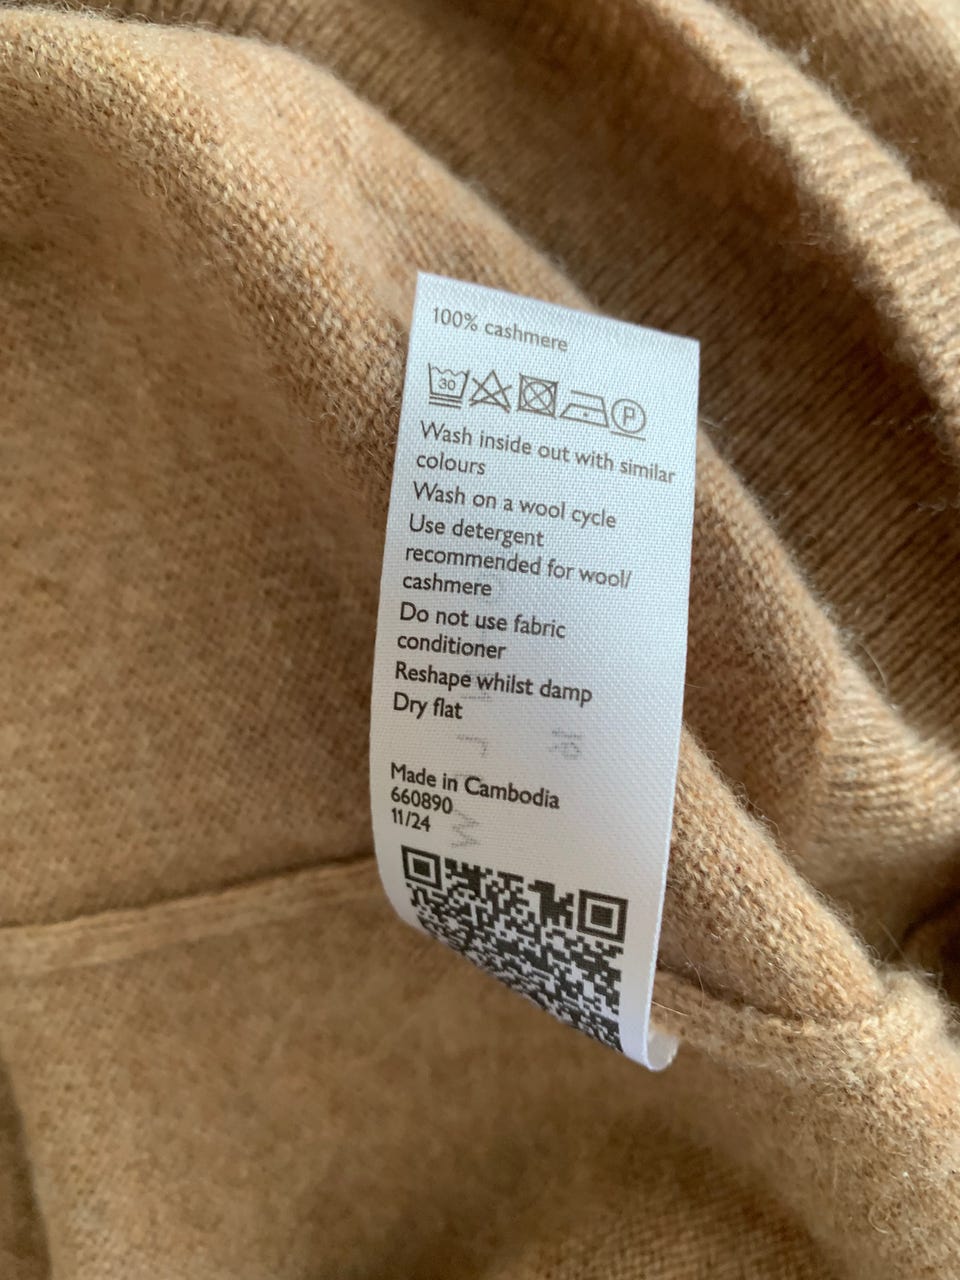 100% cashmere
30 P
Wash inside out with similar
colours
Wash on a wool cycle
Use detergent
recommended for wool/
cashmere
Do not use fabric
conditioner
Reshape whilst damp
Dry flat
Made in Cambodia
660890
11/24